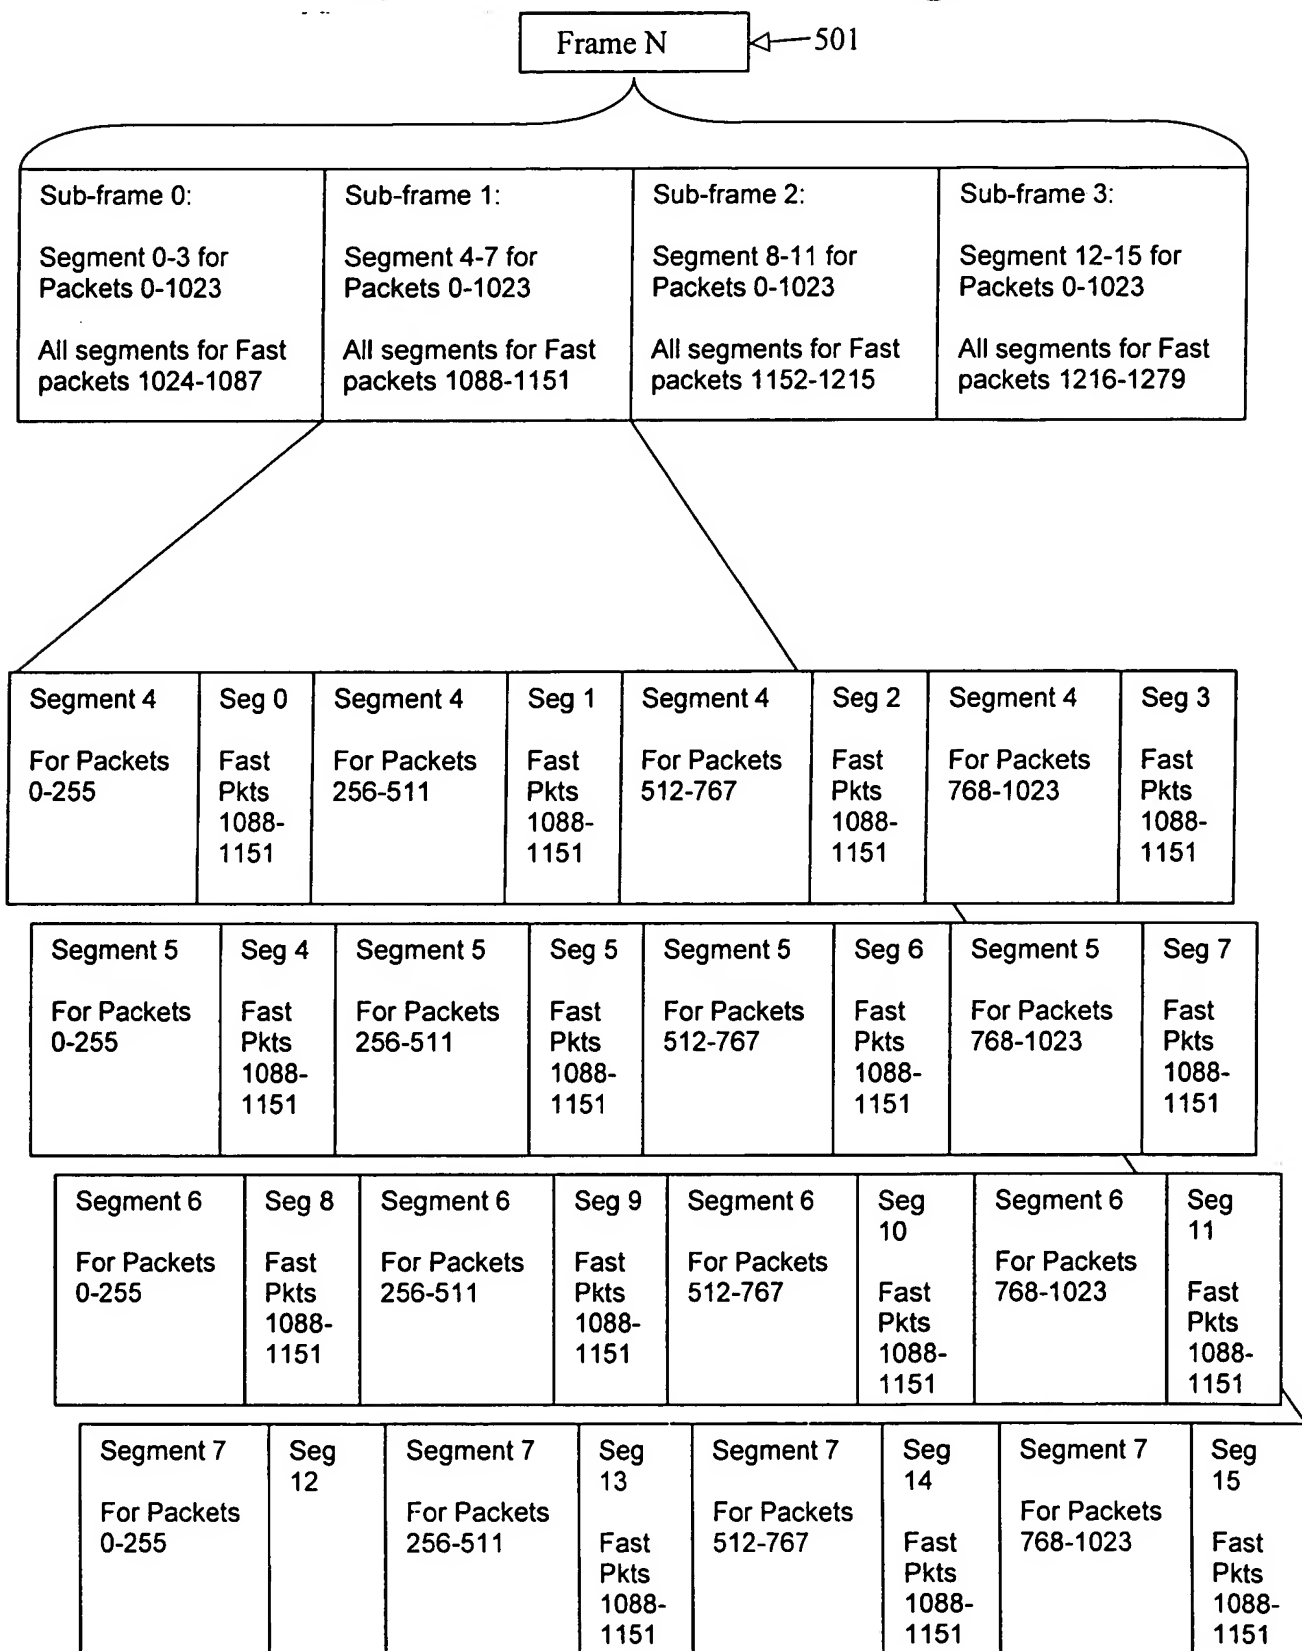 Frame N
501
Sub-frame 0:
Segment 0-3 for
Packets 0-1023
All segments for Fast
packets 1024-1087
Sub-frame 1:
Segment 4-7 for
Packets 0-1023
All segments for Fast
packets 1088-1151
Sub-frame 2:
Segment 8-11 for
Packets 0-1023
All segments for Fast
packets 1152-1215
Sub-frame 3:
Segment 12-15 for
Packets 0-1023
All segments for Fast
packets 1216-1279
Segment 4
For Packets
0-255
Seg 0
Fast
Pkts
1088-
1151
Segment 4
For Packets
256-511
Seg 1
Fast
Pkts
1088-
1151
Segment 4
For Packets
512-767
Seg 2
Fast
Pkts
1088-
1151
Segment 4
For Packets
768-1023
Seg 3
Fast
Pkts
1088-
1151
Segment 5
For Packets
0-255
Seg 4
Fast
Pkts
1088-
1151
Segment 5
For Packets
256-511
Seg 5
Fast
Pkts
1088-
1151
Segment 5
For Packets
512-767
Seg 6
Fast
Pkts
1088-
1151
Segment 5
For Packets
768-1023
Seg 7
Fast
Pkts
1088-
1151
Segment 6
For Packets
0-255
Seg 8
Fast
Pkts
1088-
1151
Segment 6
For Packets
256-511
Seg 9
Fast
Pkts
1088-
1151
Segment 6
For Packets
512-767
Seg
10
Fast
Pkts
1088-
1151
Segment 6
For Packets
768-1023
Seg
11
Fast
Pkts
1088-
1151
Segment 7
For Packets
0-255
Seg
12
Segment 7
For Packets
256-511
Seg
13
Fast
Pkts
1088-
1151
Segment 7
For Packets
512-767
Seg
14
Fast
Pkts
1088-
1151
Segment 7
For Packets
768-1023
Seg
15
Fast
Pkts
1088-
1151